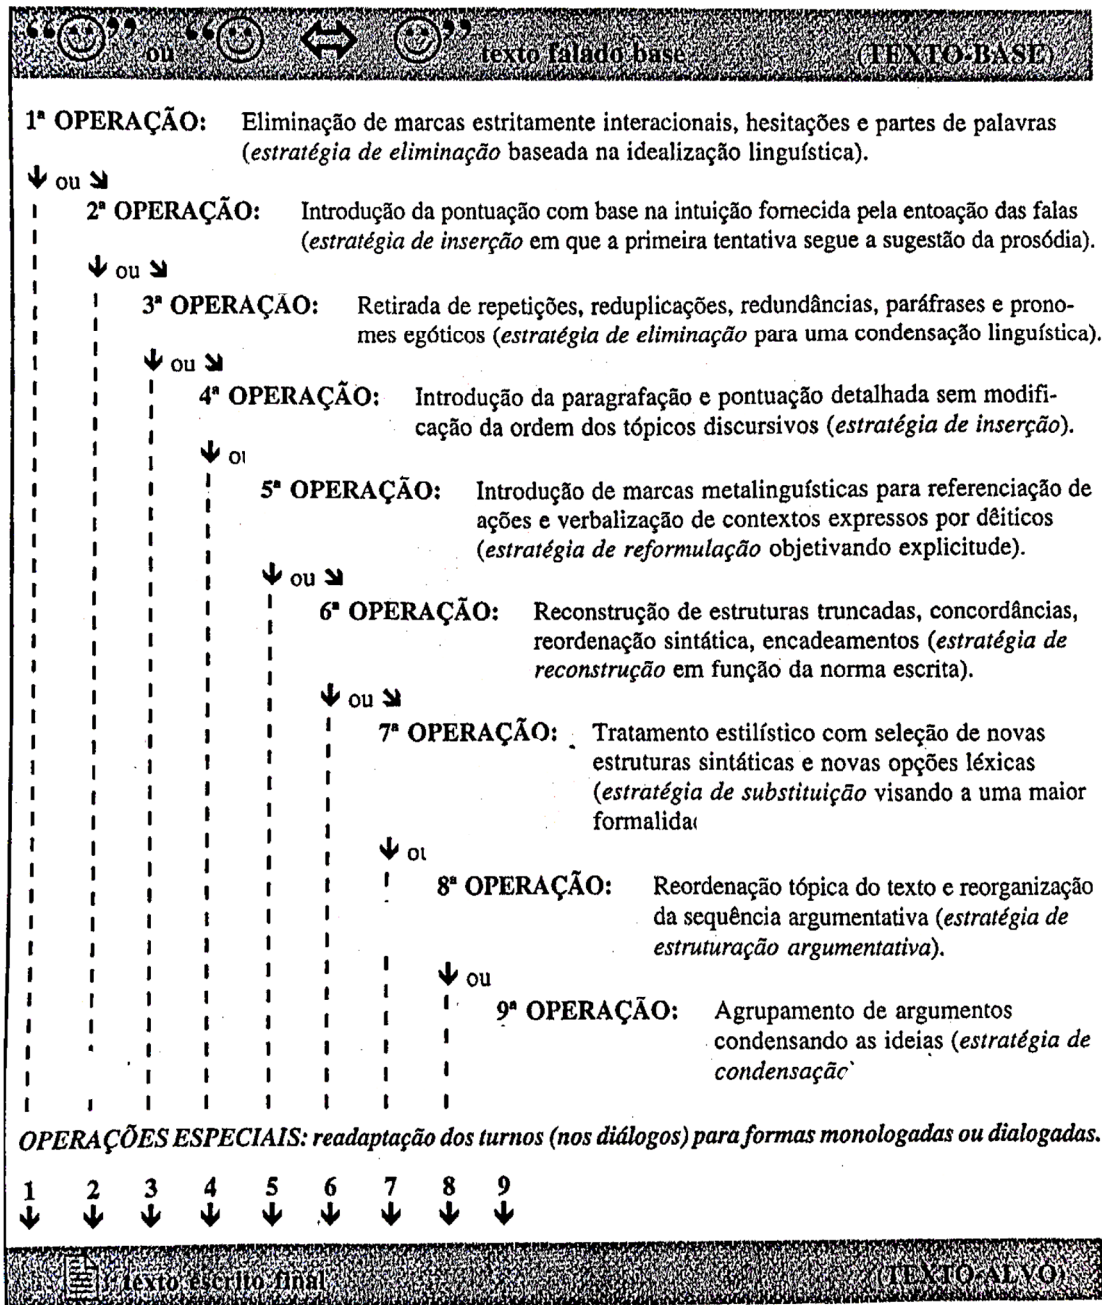 “ ” ou “ ” texto falado base (TEXTO-BASE)
1ª OPERAÇÃO: Eliminação de marcas estritamente interacionais, hesitações e partes de palavras
(estratégia de eliminação baseada na idealização linguística).
ou
2ª OPERAÇÃO: Introdução da pontuação com base na intuição fornecida pela entoação das falas
(estratégia de inserção em que a primeira tentativa segue a sugestão da prosódia).
ou
3ª OPERAÇÃO: Retirada de repetições, reduplicações, redundâncias, paráfrases e prono-
mes egóticos (estratégia de eliminação para uma condensação linguística).
ou
4ª OPERAÇÃO: Introdução da paragrafação e pontuação detalhada sem modifi-
cação da ordem dos tópicos discursivos (estratégia de inserção).
5ª OPERAÇÃO: Introdução de marcas metalinguísticas para referenciação de
ações e verbalização de contextos expressos por dêiticos
(estratégia de reformulação objetivando explicitude).
ou
6ª OPERAÇÃO: Reconstrução de estruturas truncadas, concordâncias,
reordenação sintática, encadeamentos (estratégia de
reconstrução em função da norma escrita).
ou
7ª OPERAÇÃO: Tratamento estilístico com seleção de novas
estruturas sintáticas e novas opções léxicas
(estratégia de substituição visando a uma maior
formalida
8ª OPERAÇÃO: Reordenação tópica do texto e reorganização
da sequência argumentativa (estratégia de
estruturação argumentativa).
ou
9ª OPERAÇÃO: Agrupamento de argumentos
condensando as ideias (estratégia de
condensação
OPERAÇÕES ESPECIAIS: readaptação dos turnos (nos diálogos) para formas monologadas ou dialogadas.
1 2 3 4 5 6 7 8 9
texto escrito final (TEXTO-ALVO)